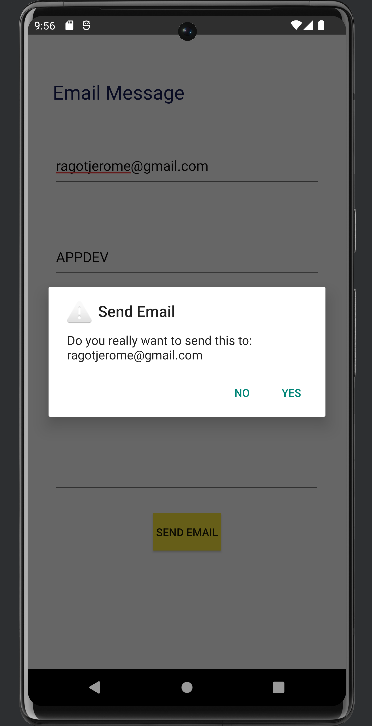 9:56
Email Message
ragotjerome@gmail.com
APPDEV
Send Email
Do you really want to send this to:
ragotjerome@gmail.com
NO YES
SEND EMAIL